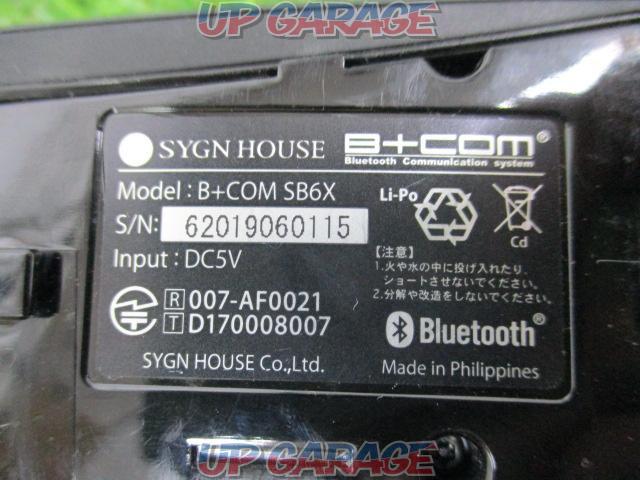 UP GARAGE
SYGN HOUSE B+COM®
Bluetooth Communication system
Model : B+COM SB6X
S/N: 62019060115
Input : DC5V
Li-Po
Cd
【注意】
1.火や水の中に投げ入れたり、
ショートさせないでください。
2.分解や改造をしないでください。
R 007-AF0021
T D170008007
Bluetooth®
SYGN HOUSE Co.,Ltd.
Made in Philippines
UP GARAGE